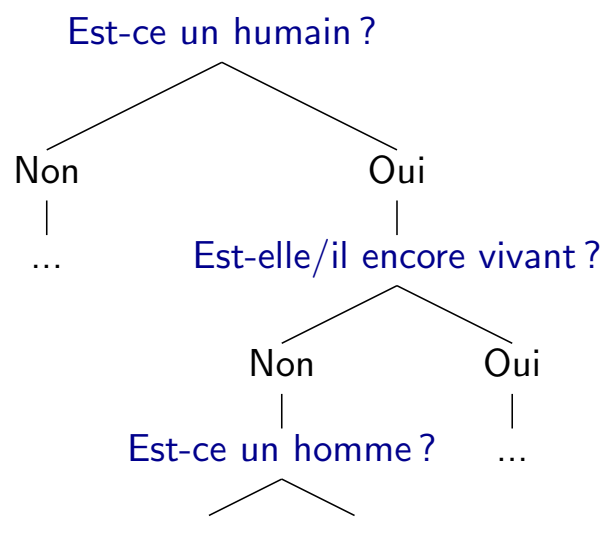 Est-ce un humain ?
Non Oui
... Est-elle/il encore vivant ?
Non Oui
Est-ce un homme ? ...